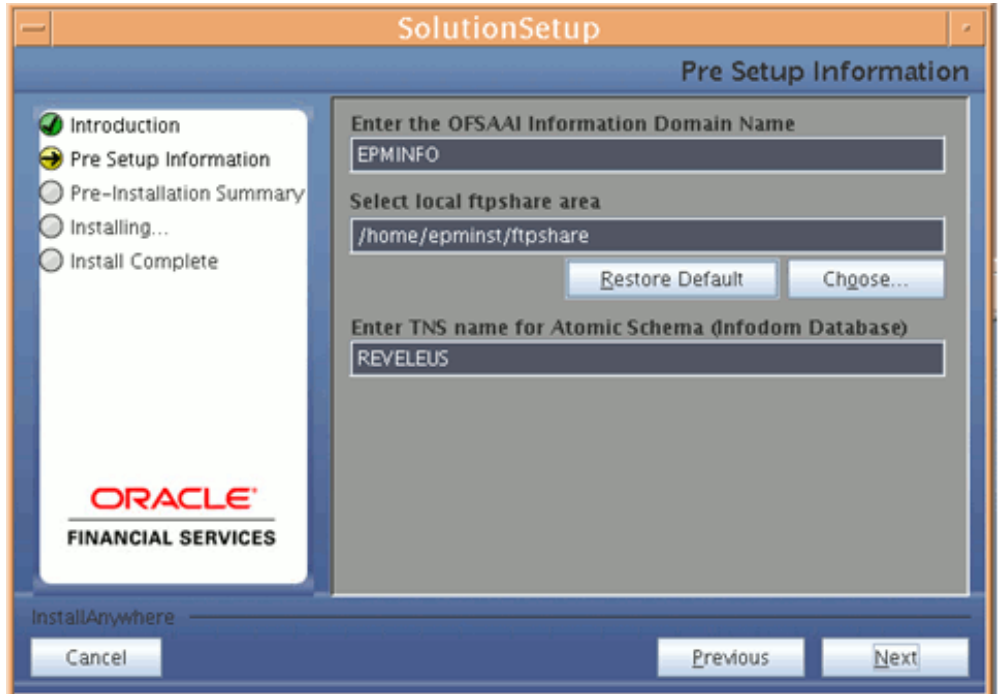 SolutionSetup
Pre Setup Information
Introduction
Pre Setup Information
Pre-Installation Summary
Installing...
Install Complete
ORACLE
FINANCIAL SERVICES
Enter the OFSAAI Information Domain Name
EPMINFO
Select local ftpshare area
/home/epminst/ftpshare
Restore Default
Choose...
Enter TNS name for Atomic Schema (Infodom Database)
REVELEUS
InstallAnywhere
Cancel
Previous
Next